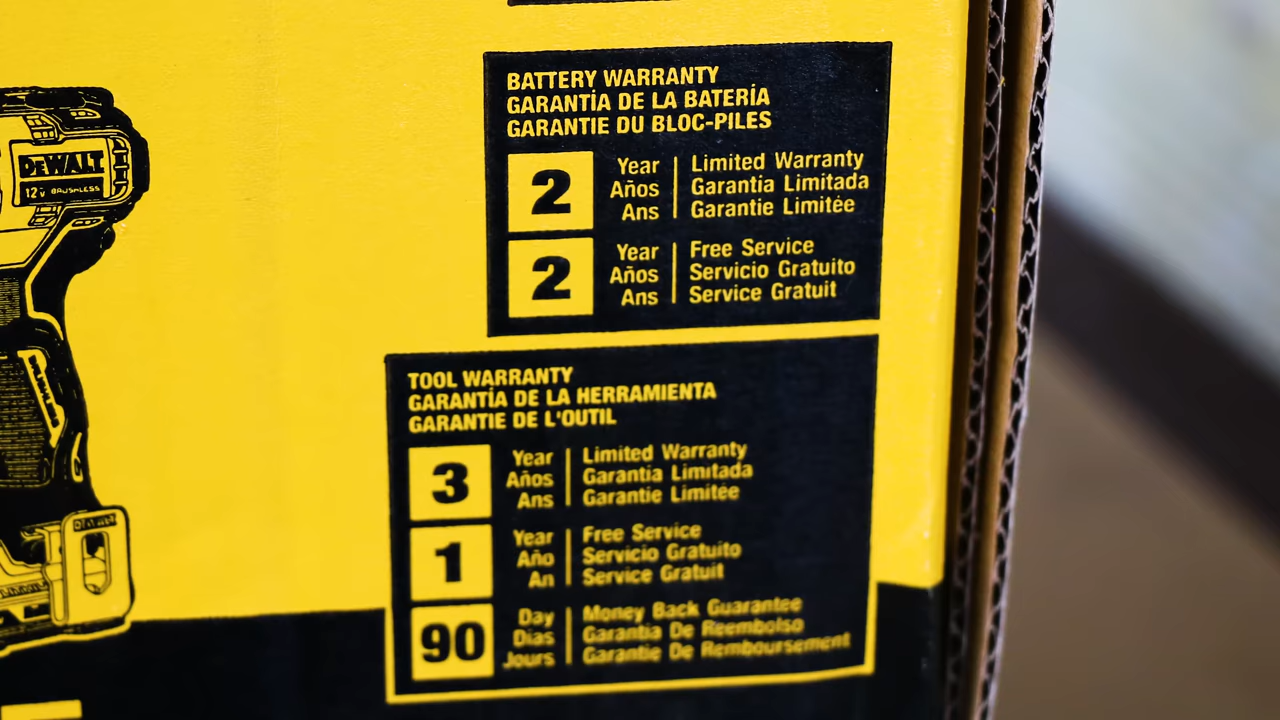 DEWALT
12V BRUSHLESS
BATTERY WARRANTY
GARANTÍA DE LA BATERÍA
GARANTIE DU BLOC-PILES
2
Year
Años
Ans
Limited Warranty
Garantia Limitada
Garantie Limitée
2
Year
Años
Ans
Free Service
Servicio Gratuito
Service Gratuit
TOOL WARRANTY
GARANTÍA DE LA HERRAMIENTA
GARANTIE DE L'OUTIL
3
Year
Años
Ans
Limited Warranty
Garantía Limitada
Garantie Limitée
1
Year
Año
An
Free Service
Servicio Gratuito
Service Gratuit
90
Day
Dias
Jours
Money Back Guarantee
Garantia De Reembolso
Garantie De Remboursement